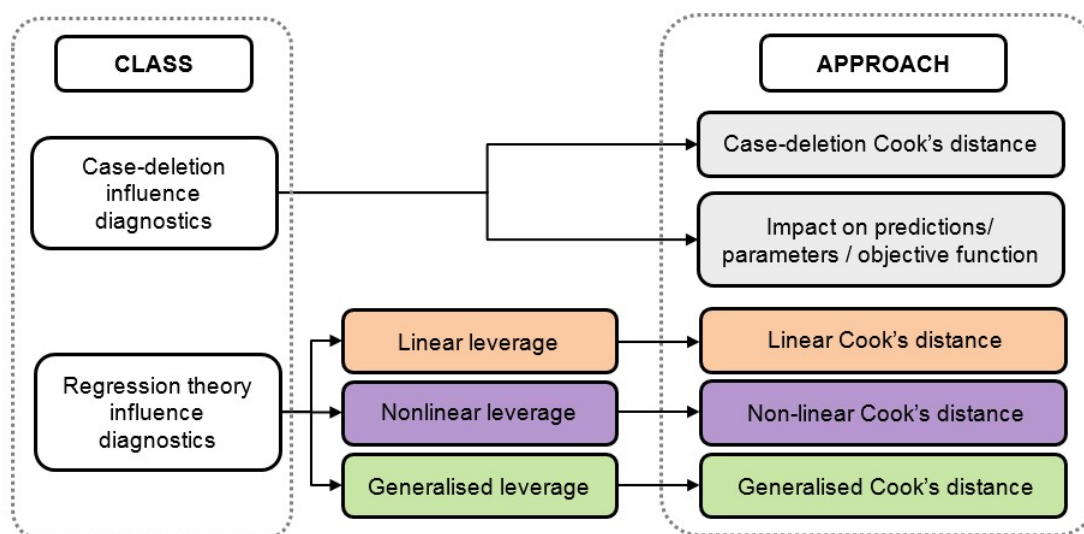 CLASS
APPROACH
Case-deletion
influence
diagnostics
Case-deletion Cook's distance
Impact on predictions/
parameters / objective function
Regression theory
influence
diagnostics
Linear leverage
Linear Cook's distance
Nonlinear leverage
Non-linear Cook's distance
Generalised leverage
Generalised Cook's distance